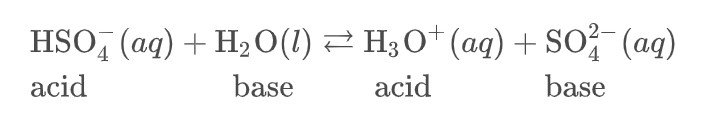 HSO₄⁻(aq) + H₂O(l) ⇄ H₃O⁺(aq) + SO₄²⁻(aq)
acid base acid base